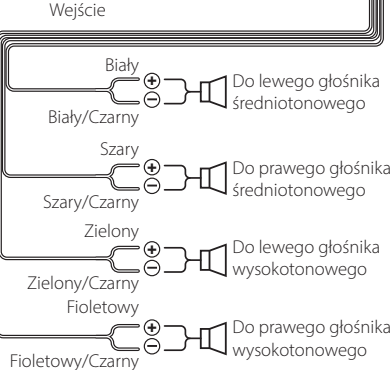 Wejście
Biały
Do lewego głośnika
średniotonowego
Biały/Czarny
Szary
Do prawego głośnika
średniotonowego
Szary/Czarny
Zielony
Do lewego głośnika
wysokotonowego
Zielony/Czarny
Fioletowy
Do prawego głośnika
wysokotonowego
Fioletowy/Czarny